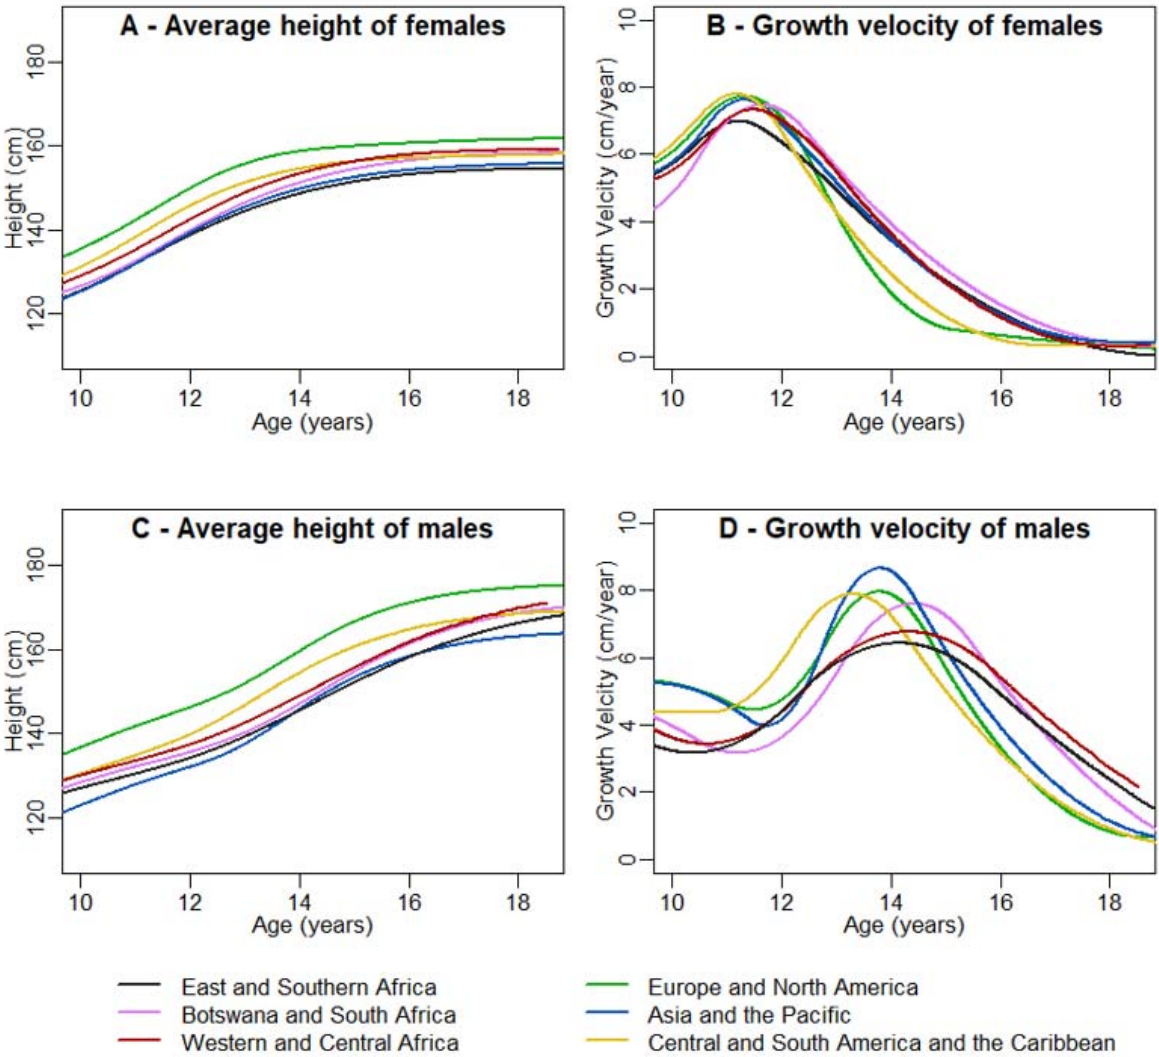 A - Average height of females
Height (cm)
180
160
140
120
10 12 14 16 18
Age (years)
B - Growth velocity of females
Growth Velcity (cm/year)
10
8
6
4
2
0
10 12 14 16 18
Age (years)
C - Average height of males
Height (cm)
180
160
140
120
10 12 14 16 18
Age (years)
D - Growth velocity of males
Growth Velcity (cm/year)
10
8
6
4
2
0
10 12 14 16 18
Age (years)
East and Southern Africa
Botswana and South Africa
Western and Central Africa
Europe and North America
Asia and the Pacific
Central and South America and the Caribbean